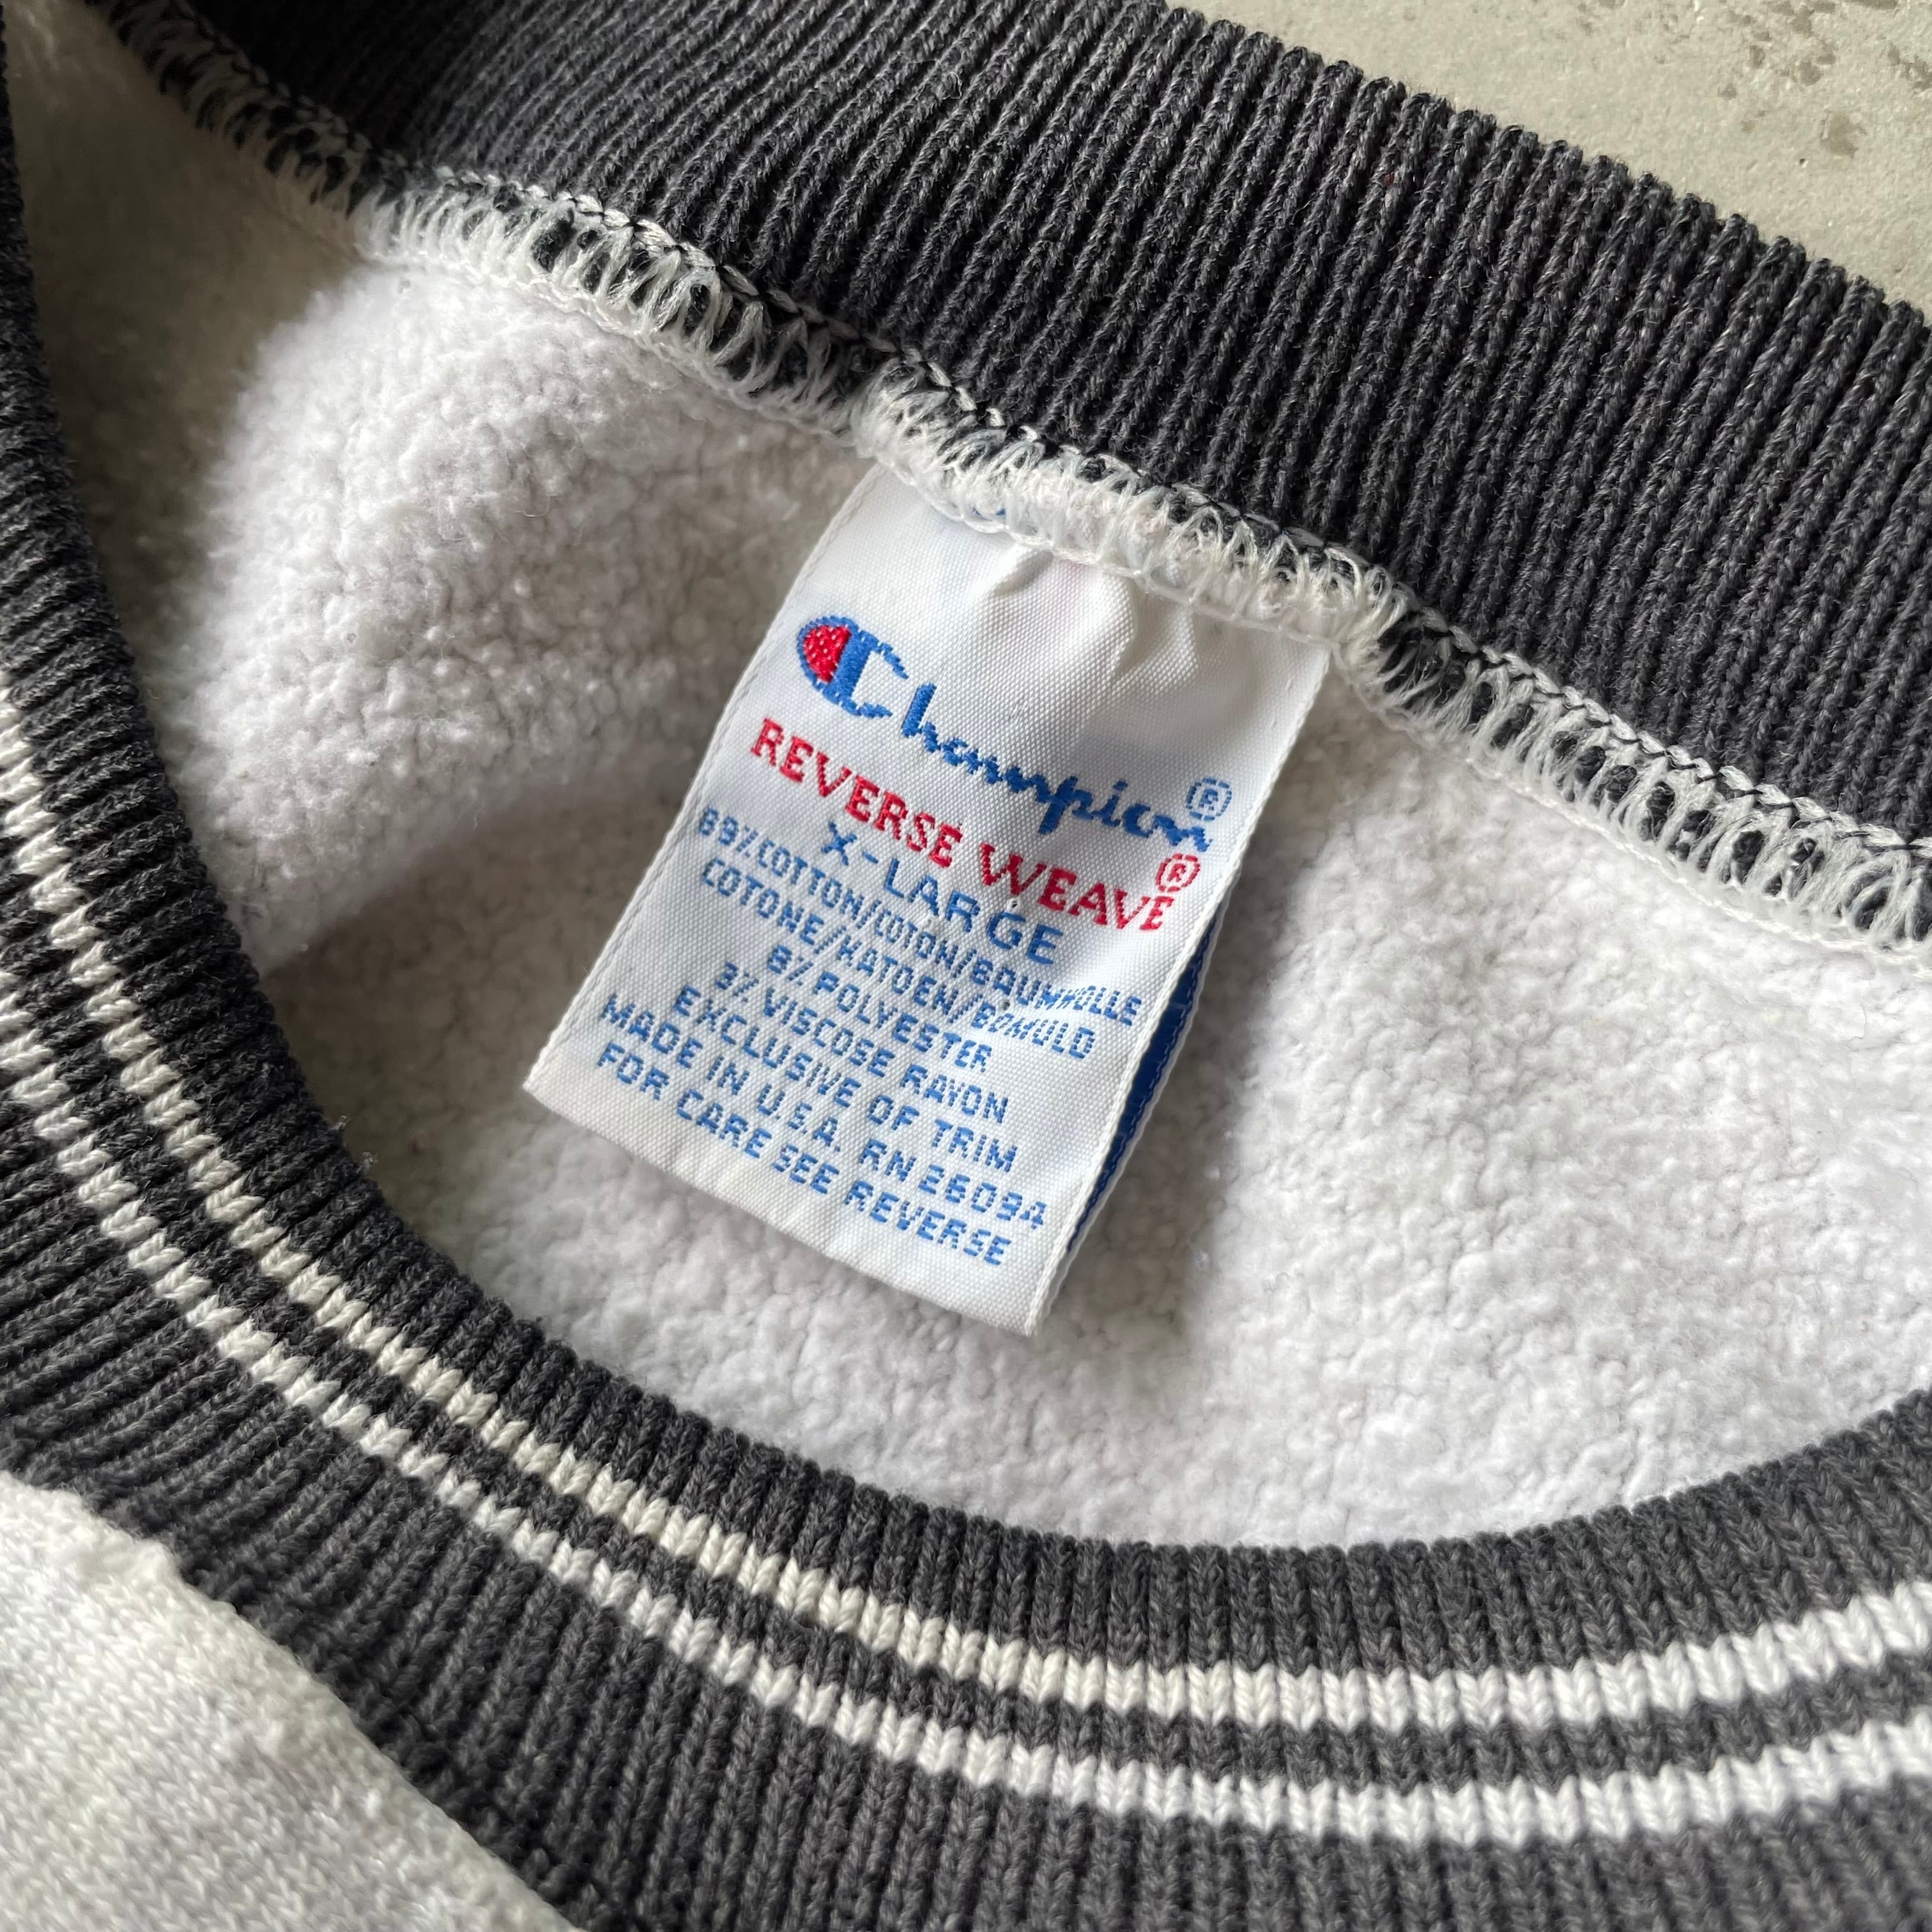 Champion®
REVERSE WEAVE®
X-LARGE
89% COTTON/COTON/BAUMWOLLE
COTONE/KATOEN/BOMULD
8% POLYESTER
3% VISCOSE RAYON
EXCLUSIVE OF TRIM
MADE IN U.S.A. RN 26094
FOR CARE SEE REVERSE